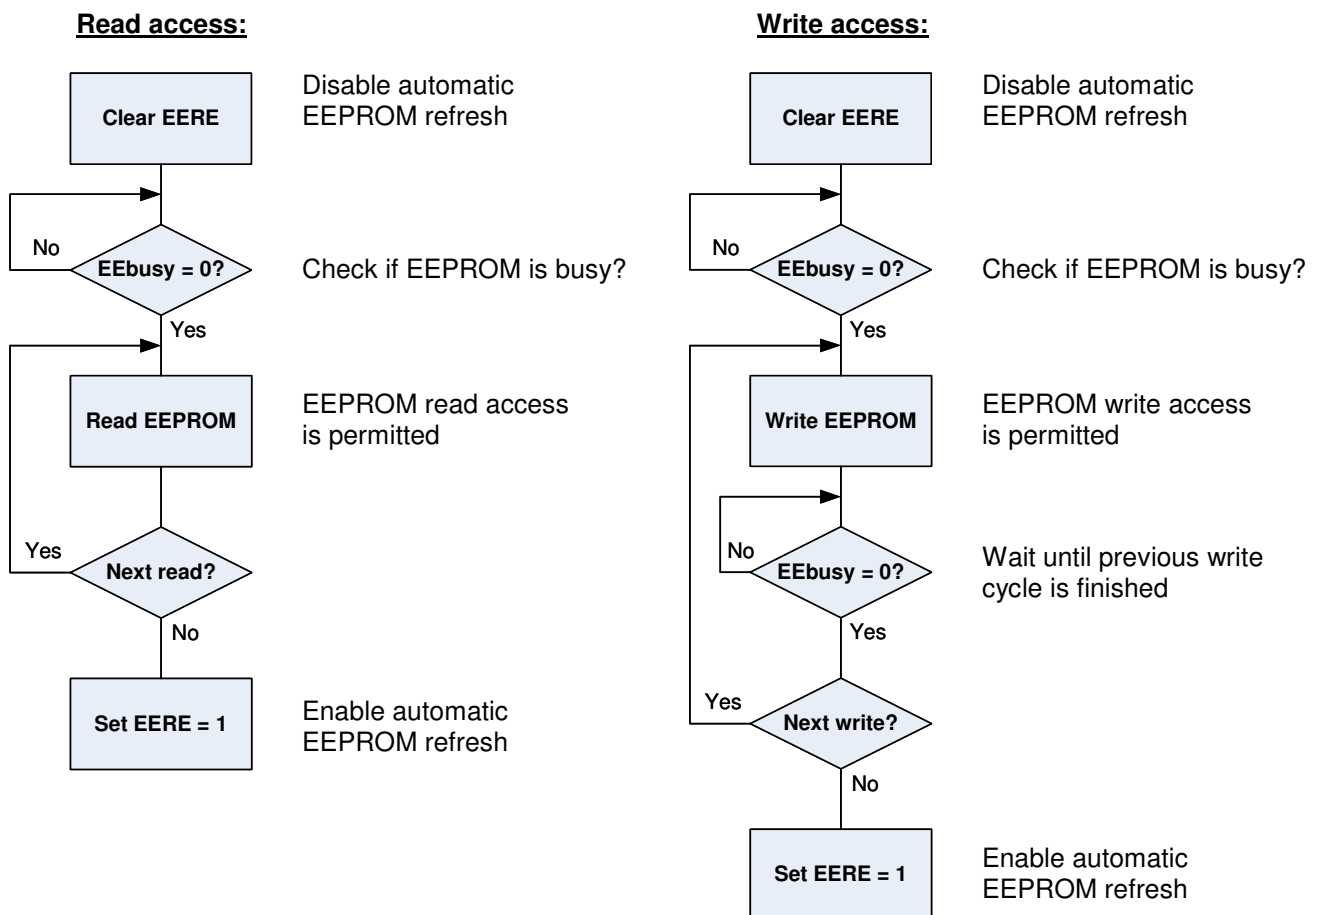 Read access:
Clear EERE
Disable automatic
EEPROM refresh
No
EEbusy = 0?
Check if EEPROM is busy?
Yes
Read EEPROM
EEPROM read access
is permitted
Yes
Next read?
No
Set EERE = 1
Enable automatic
EEPROM refresh
Write access:
Clear EERE
Disable automatic
EEPROM refresh
No
EEbusy = 0?
Check if EEPROM is busy?
Yes
Write EEPROM
EEPROM write access
is permitted
No
EEbusy = 0?
Wait until previous write
cycle is finished
Yes
Yes
Next write?
No
Set EERE = 1
Enable automatic
EEPROM refresh